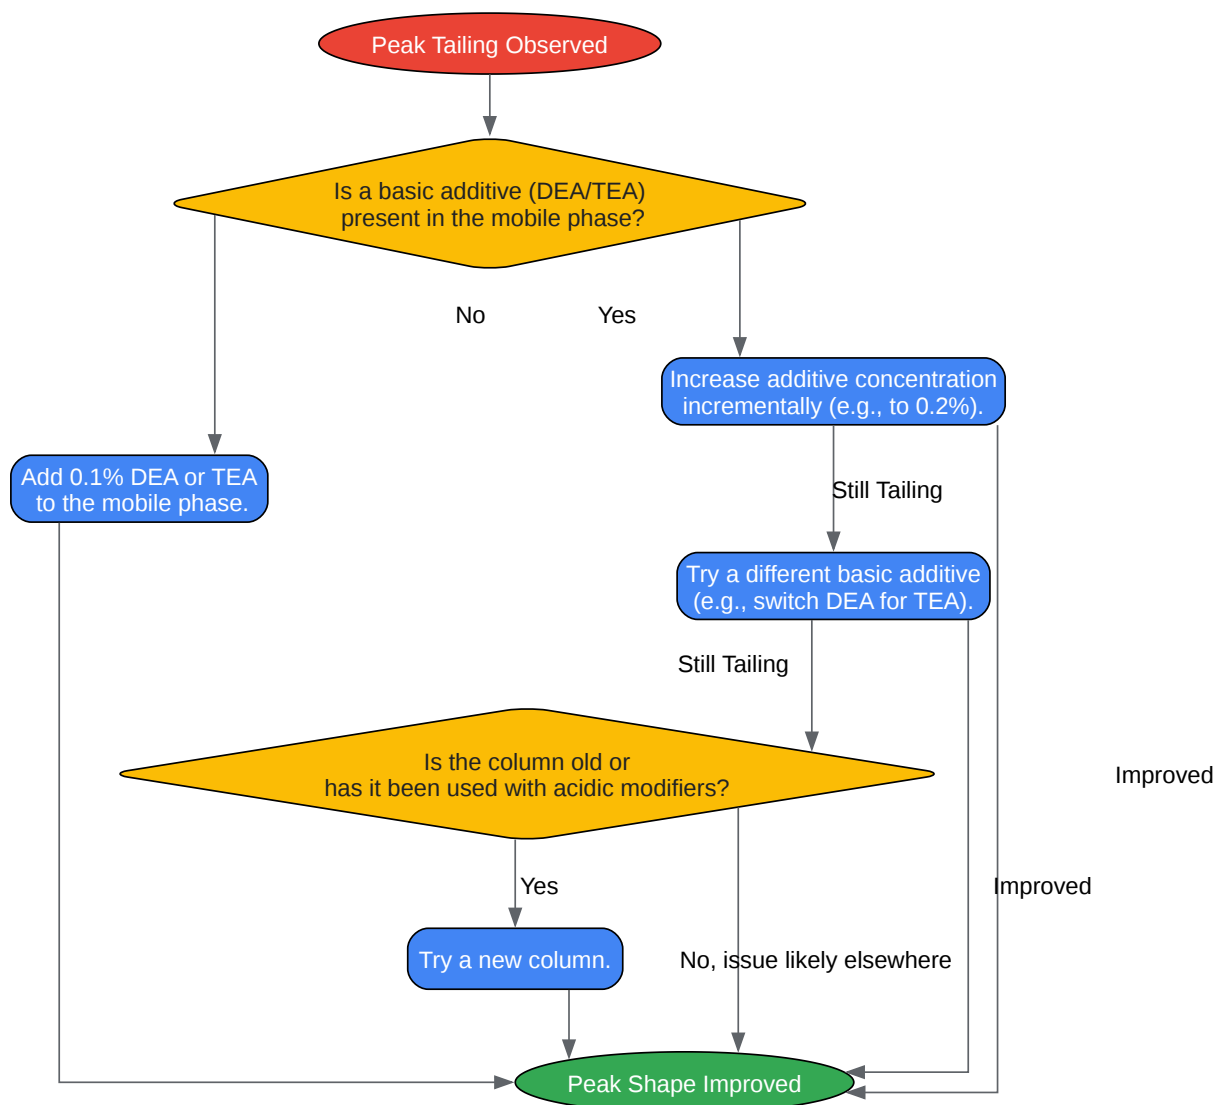 Peak Tailing Observed
Is a basic additive (DEA/TEA)
present in the mobile phase?
No
Yes
Increase additive concentration
incrementally (e.g., to 0.2%).
Add 0.1% DEA or TEA
to the mobile phase.
Still Tailing
Try a different basic additive
(e.g., switch DEA for TEA).
Still Tailing
Is the column old or
has it been used with acidic modifiers?
Improved
Yes
Improved
Try a new column.
No, issue likely elsewhere
Peak Shape Improved